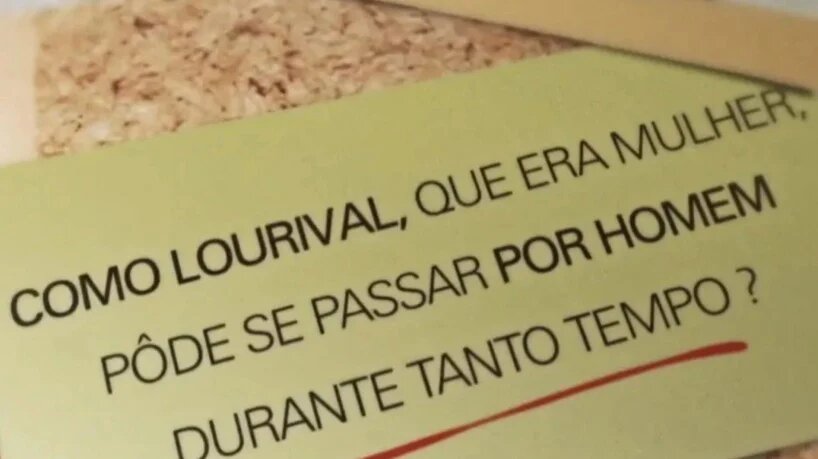 COMO LOURIVAL, QUE ERA MULHER,
PÔDE SE PASSAR POR HOMEM
DURANTE TANTO TEMPO ?